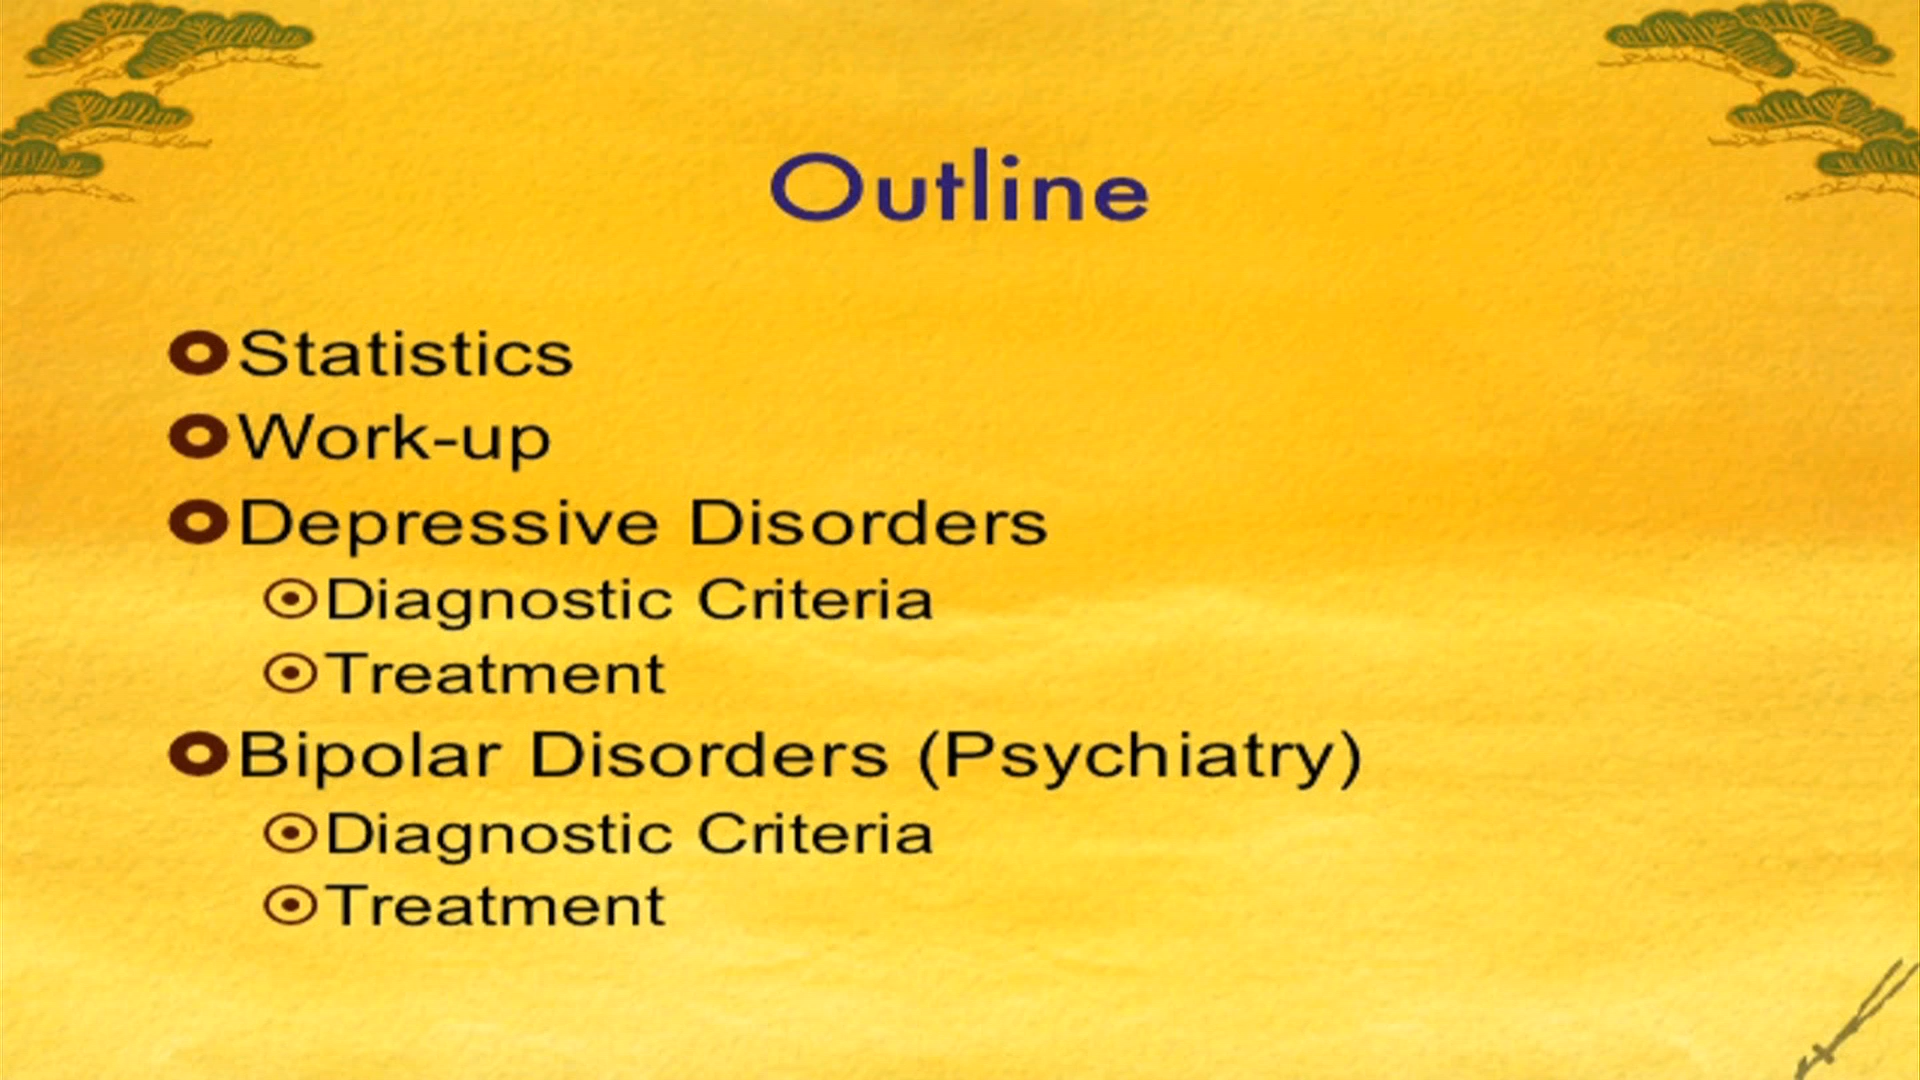 Outline
Statistics
Work-up
Depressive Disorders
Diagnostic Criteria
Treatment
Bipolar Disorders (Psychiatry)
Diagnostic Criteria
Treatment